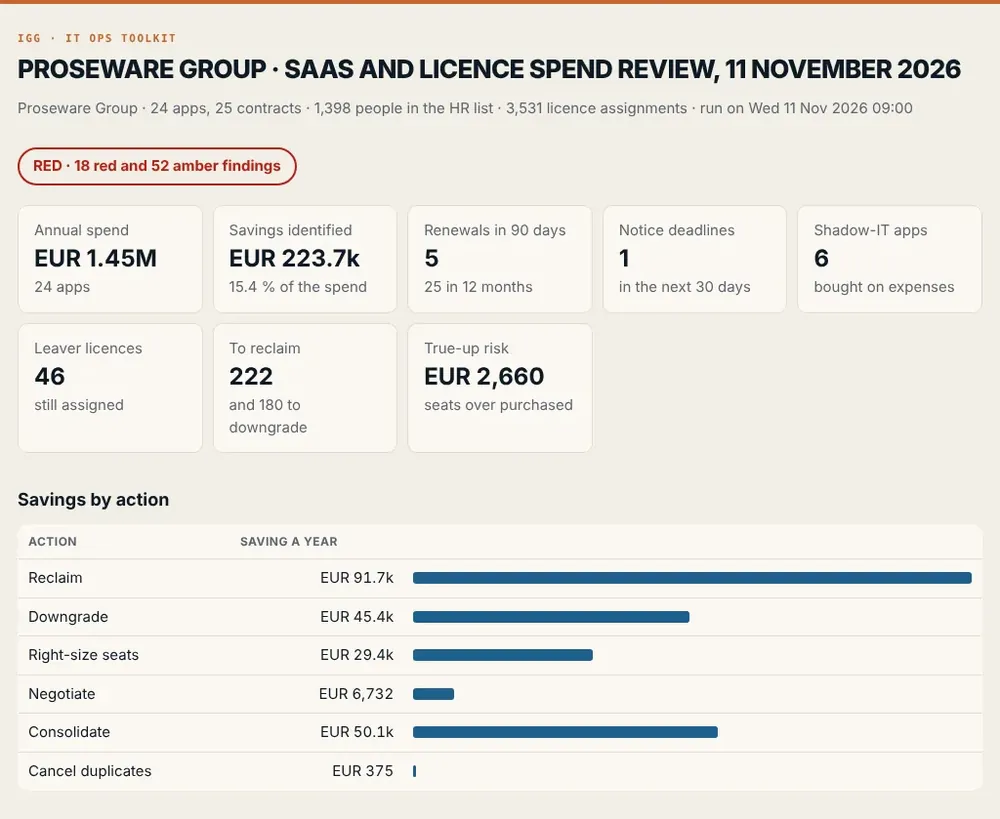 IGG · IT OPS TOOLKIT
PROSEWARE GROUP · SAAS AND LICENCE SPEND REVIEW, 11 NOVEMBER 2026
Proseware Group · 24 apps, 25 contracts · 1,398 people in the HR list · 3,531 licence assignments · run on Wed 11 Nov 2026 09:00
RED · 18 red and 52 amber findings
Annual spend
EUR 1.45M
24 apps
Savings identified
EUR 223.7k
15.4 % of the spend
Renewals in 90 days
5
25 in 12 months
Notice deadlines
1
in the next 30 days
Shadow-IT apps
6
bought on expenses
Leaver licences
46
still assigned
To reclaim
222
and 180 to
downgrade
True-up risk
EUR 2,660
seats over purchased
Savings by action
ACTION SAVING A YEAR
Reclaim EUR 91.7k
Downgrade EUR 45.4k
Right-size seats EUR 29.4k
Negotiate EUR 6,732
Consolidate EUR 50.1k
Cancel duplicates EUR 375